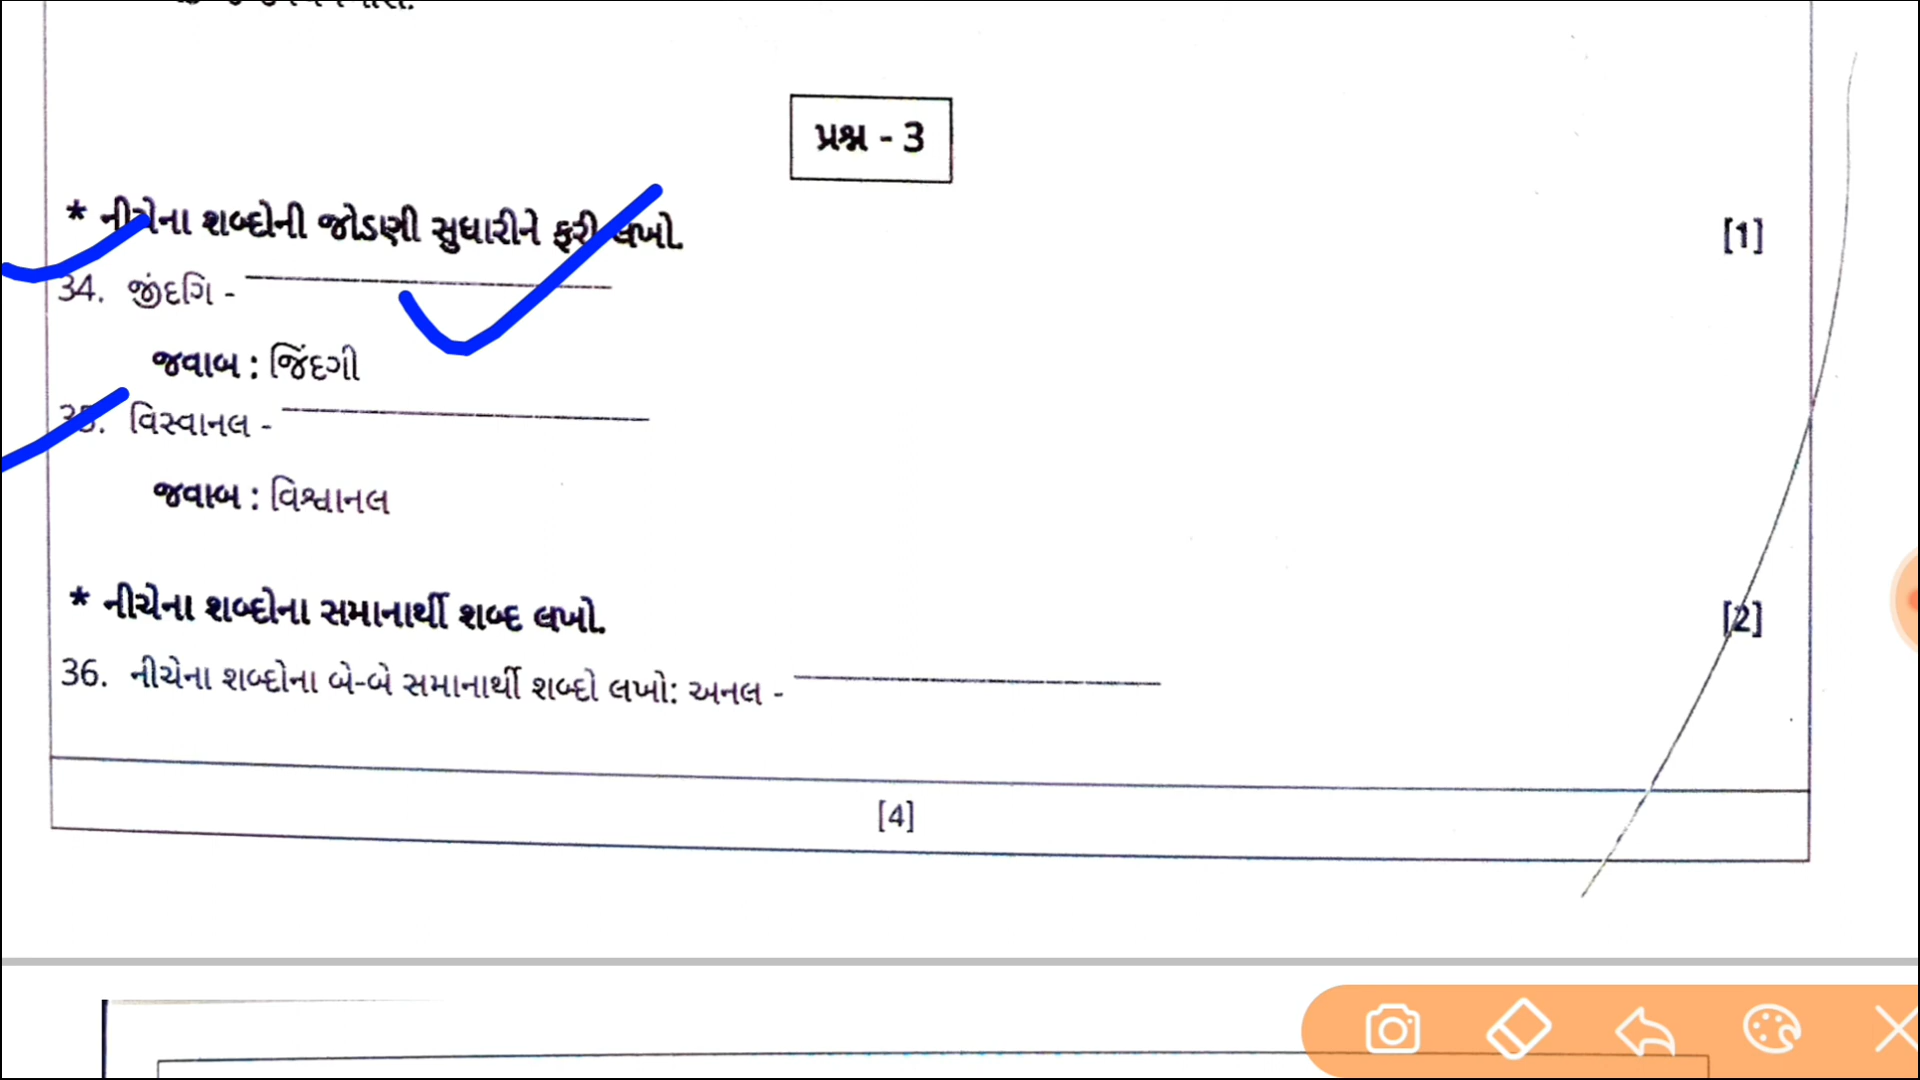 પ્રશ્ન - 3
* નીચેના શબ્દોની જોડણી સુધારીને ફરી લખો. [1]
34. જીંદગિ -
જવાબ : જિંદગી
35. વિસ્વાનલ -
જવાબ : વિશ્વાનલ
* નીચેના શબ્દોના સમાનાર્થી શબ્દ લખો. [2]
36. નીચેના શબ્દોના બે-બે સમાનાર્થી શબ્દો લખો: અનલ -
[4]